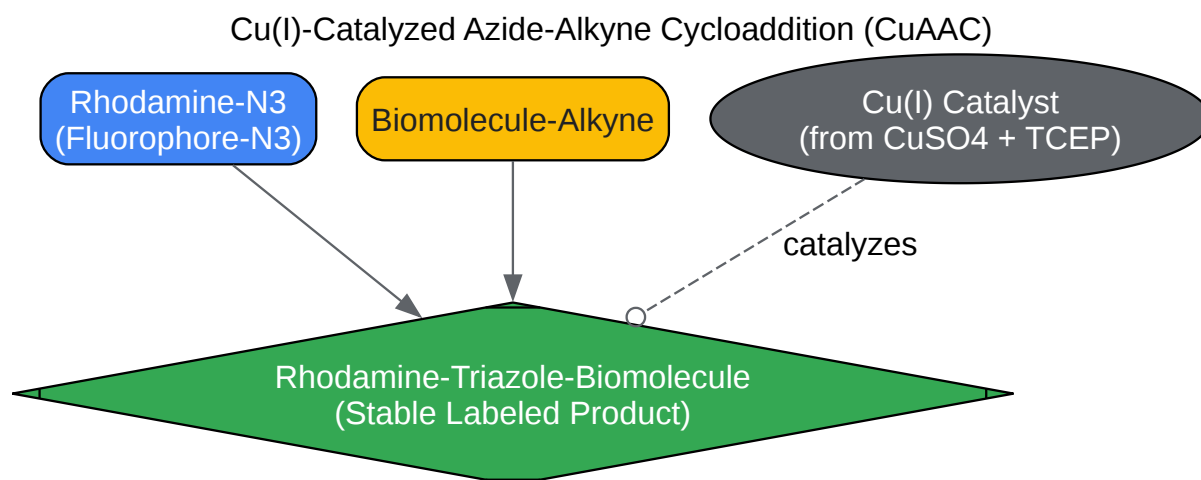 Cu(I)-Catalyzed Azide-Alkyne Cycloaddition (CuAAC)
Rhodamine-N3
(Fluorophore-N3)
Biomolecule-Alkyne
Cu(I) Catalyst
(from CuSO4 + TCEP)
catalyzes
Rhodamine-Triazole-Biomolecule
(Stable Labeled Product)